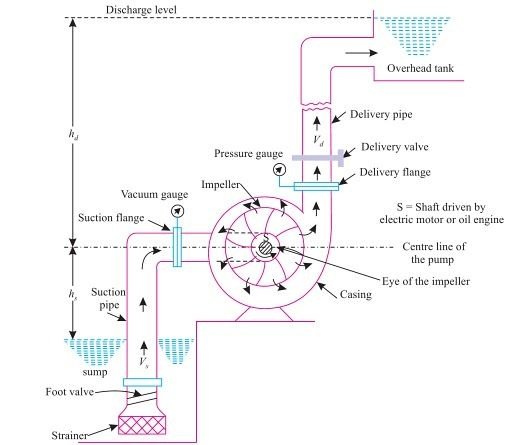 Discharge level
Overhead tank
h_d
Delivery pipe
V_d
Delivery valve
Pressure gauge
Delivery flange
Impeller
Vacuum gauge
S = Shaft driven by
electric motor or oil engine
Suction flange
S
Centre line of
the pump
Eye of the impeller
h_s
Suction
pipe
Casing
V_s
sump
Foot valve
Strainer